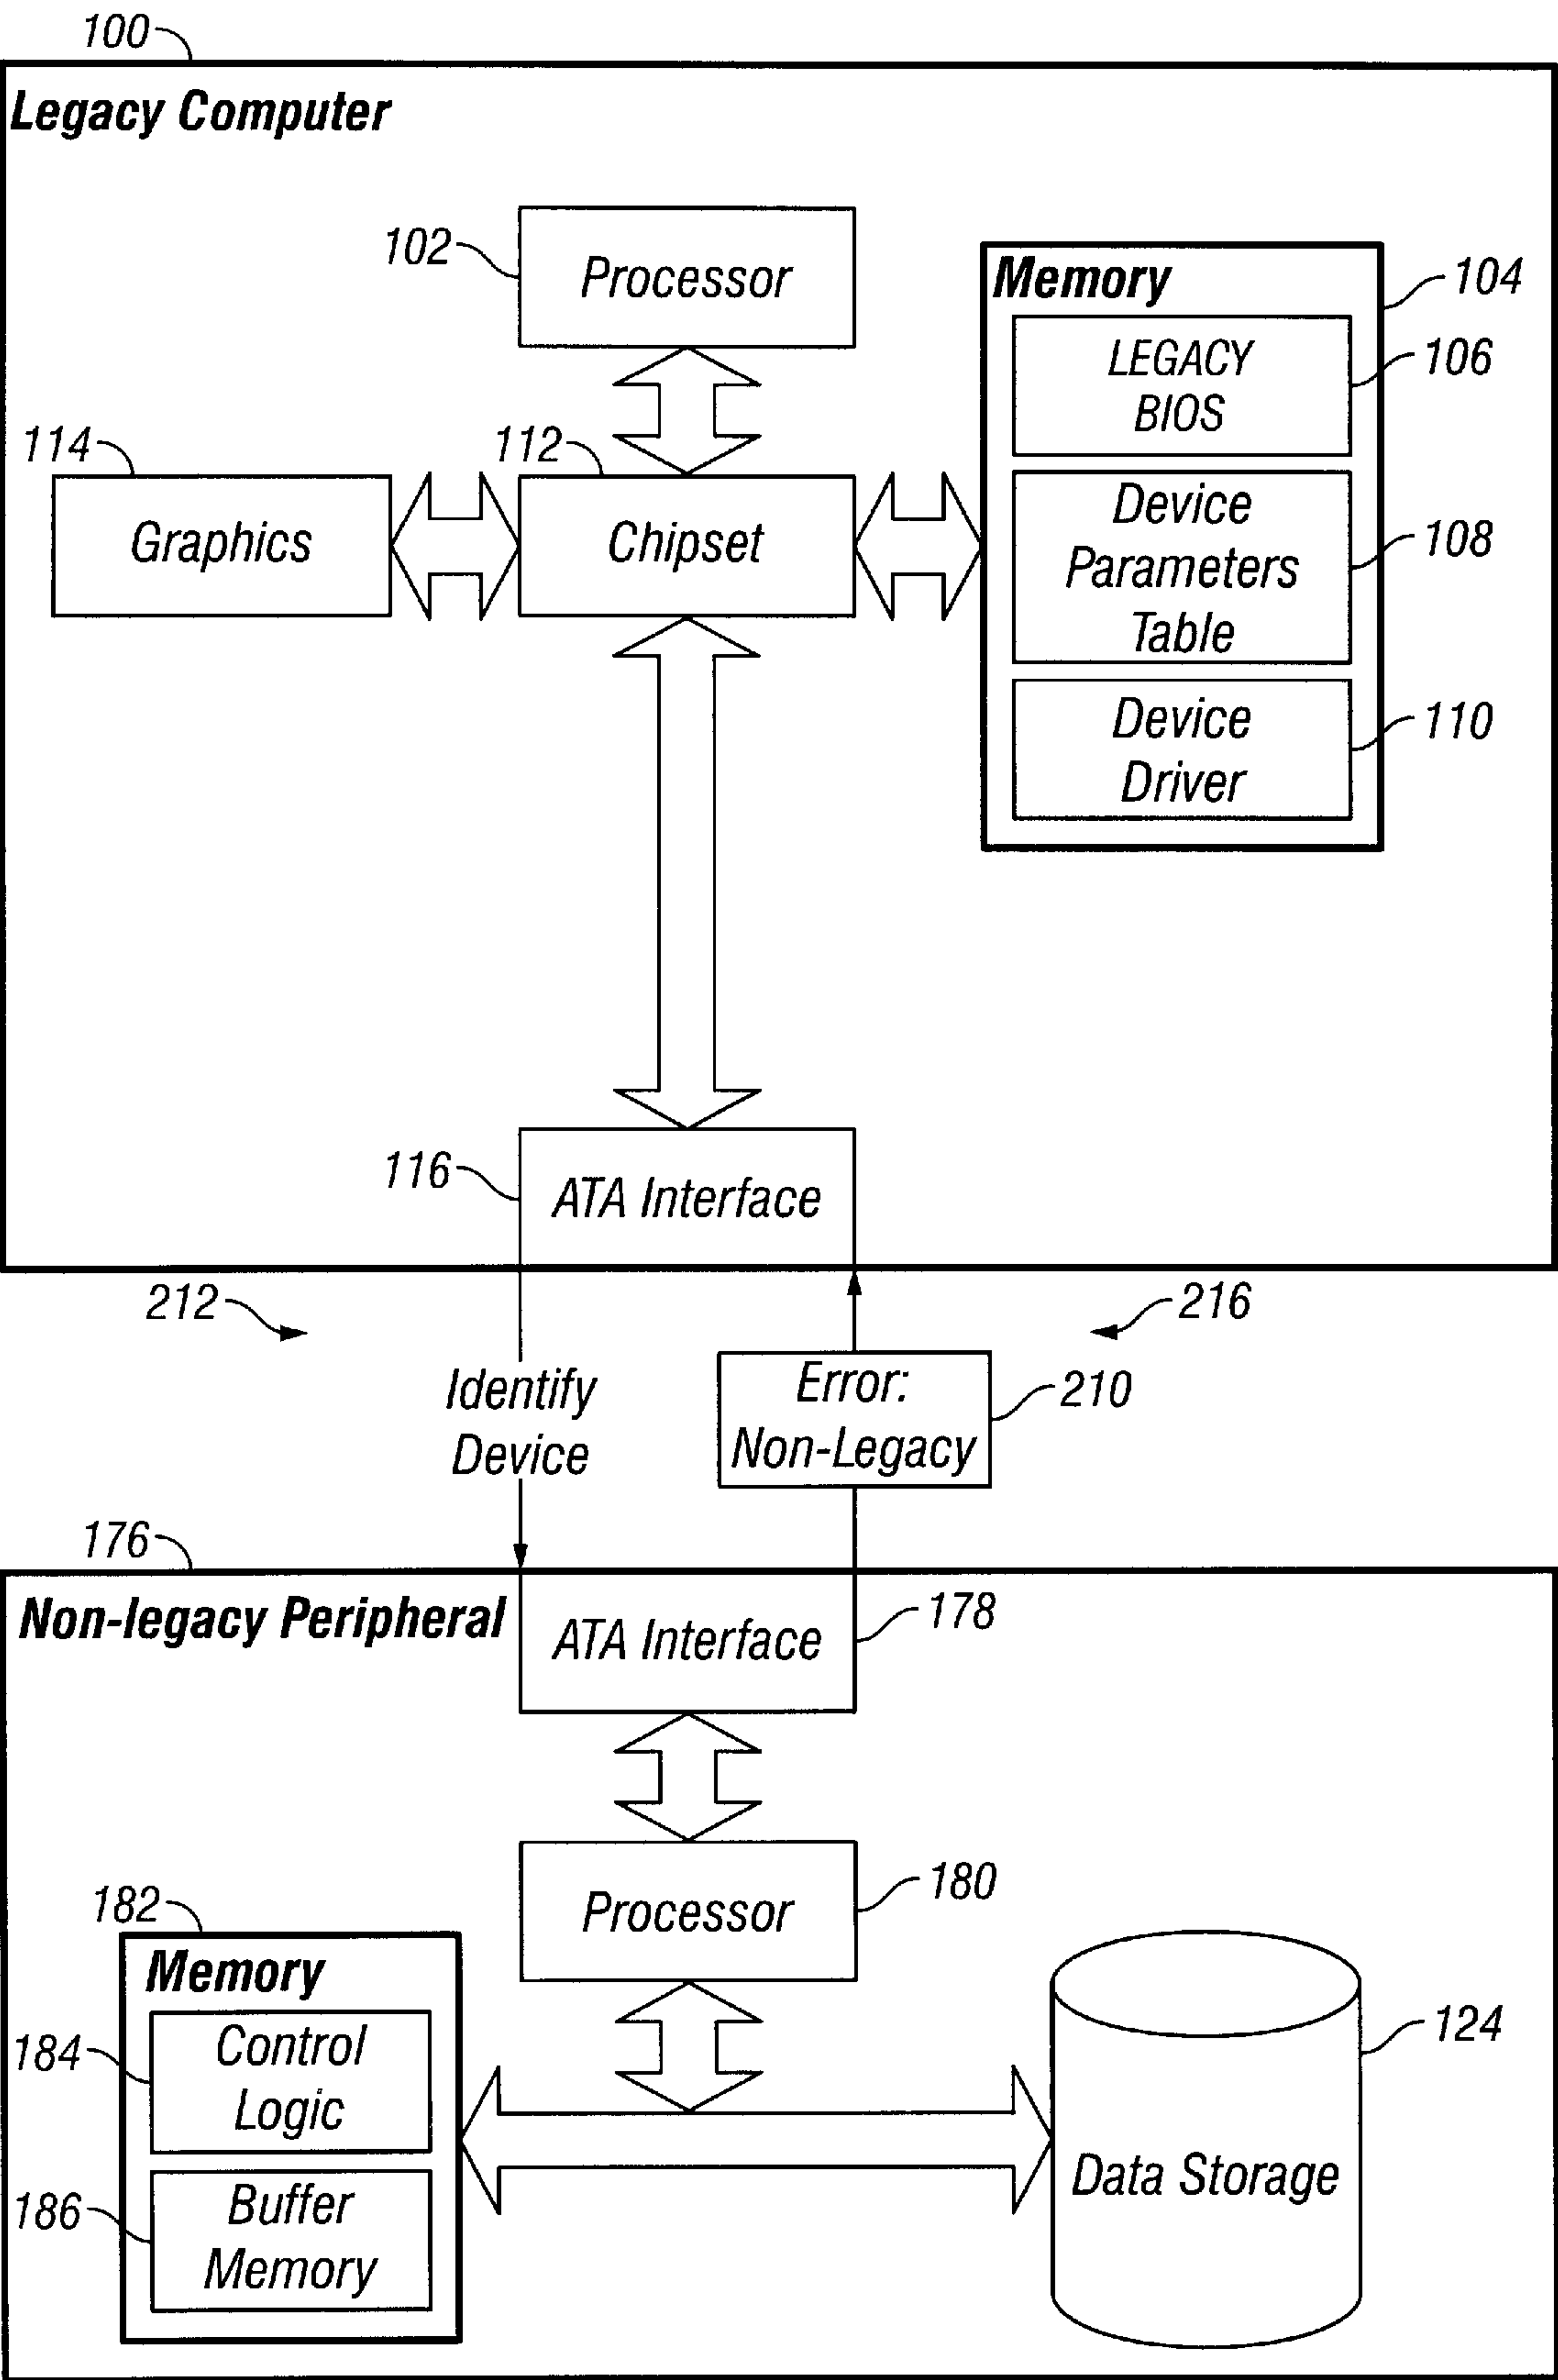 100
Legacy Computer
102
Processor
Memory
104
LEGACY
BIOS
106
114
Graphics
112
Chipset
Device
Parameters
Table
108
Device
Driver
110
116
ATA Interface
212
216
Identify
Device
Error:
Non-Legacy
210
176
Non-legacy Peripheral
ATA Interface
178
Processor
180
182
Memory
184
Control
Logic
186
Buffer
Memory
124
Data Storage